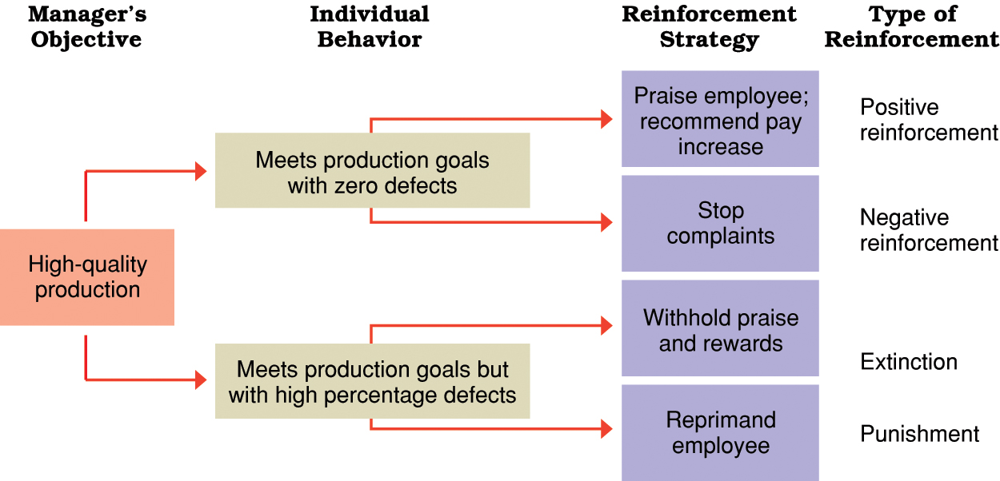 Manager’s
Objective
Individual
Behavior
Reinforcement
Strategy
Type of
Reinforcement
High-quality
production
Meets production goals
with zero defects
Praise employee;
recommend pay
increase
Positive
reinforcement
Stop
complaints
Negative
reinforcement
Meets production goals but
with high percentage defects
Withhold praise
and rewards
Extinction
Reprimand
employee
Punishment